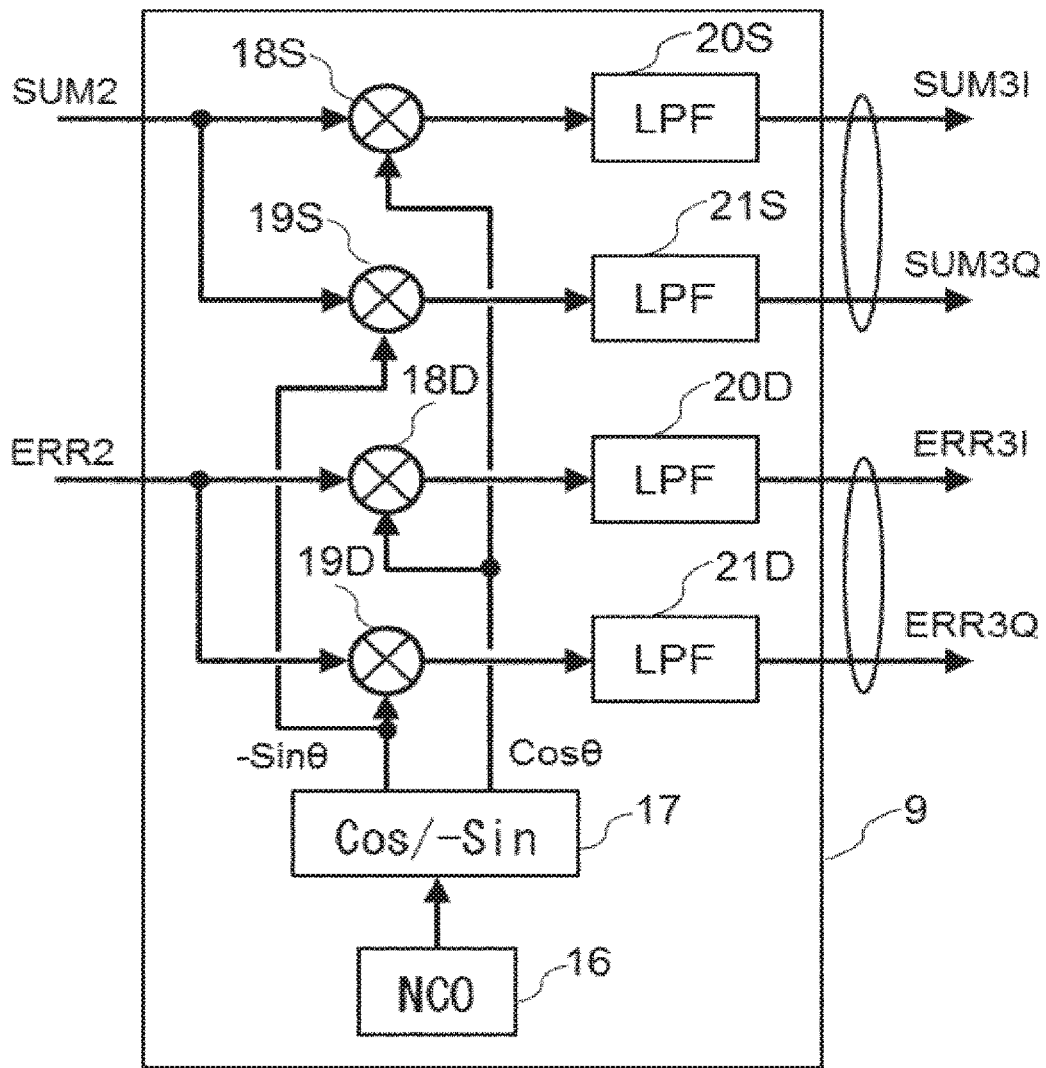 18S
20S
SUM2
SUM3I
LPF
19S
21S
SUM3Q
LPF
18D
20D
ERR2
ERR3I
LPF
19D
21D
ERR3Q
LPF
-Sinθ
Cosθ
17
9
Cos/-Sin
16
NCO